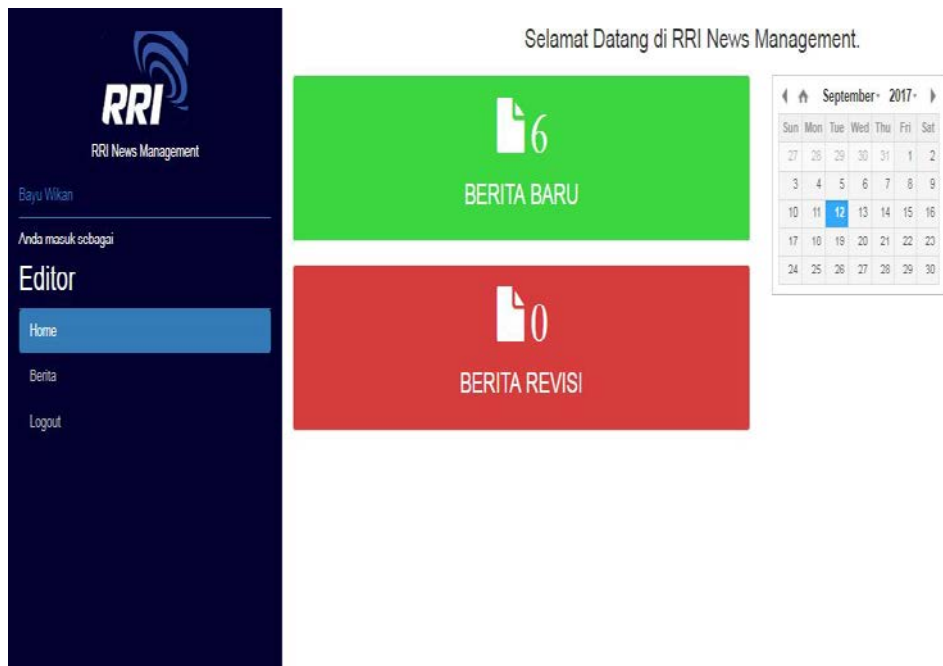 RRI
RRI News Management
Bayu Wikan
Anda masuk sebagai
Editor
Home
Berita
Logout
Selamat Datang di RRI News Management.
6
BERITA BARU
0
BERITA REVISI
September 2017
Sun Mon Tue Wed Thu Fri Sat
27 28 29 30 31 1 2
3 4 5 6 7 8 9
10 11 12 13 14 15 16
17 18 19 20 21 22 23
24 25 26 27 28 29 30